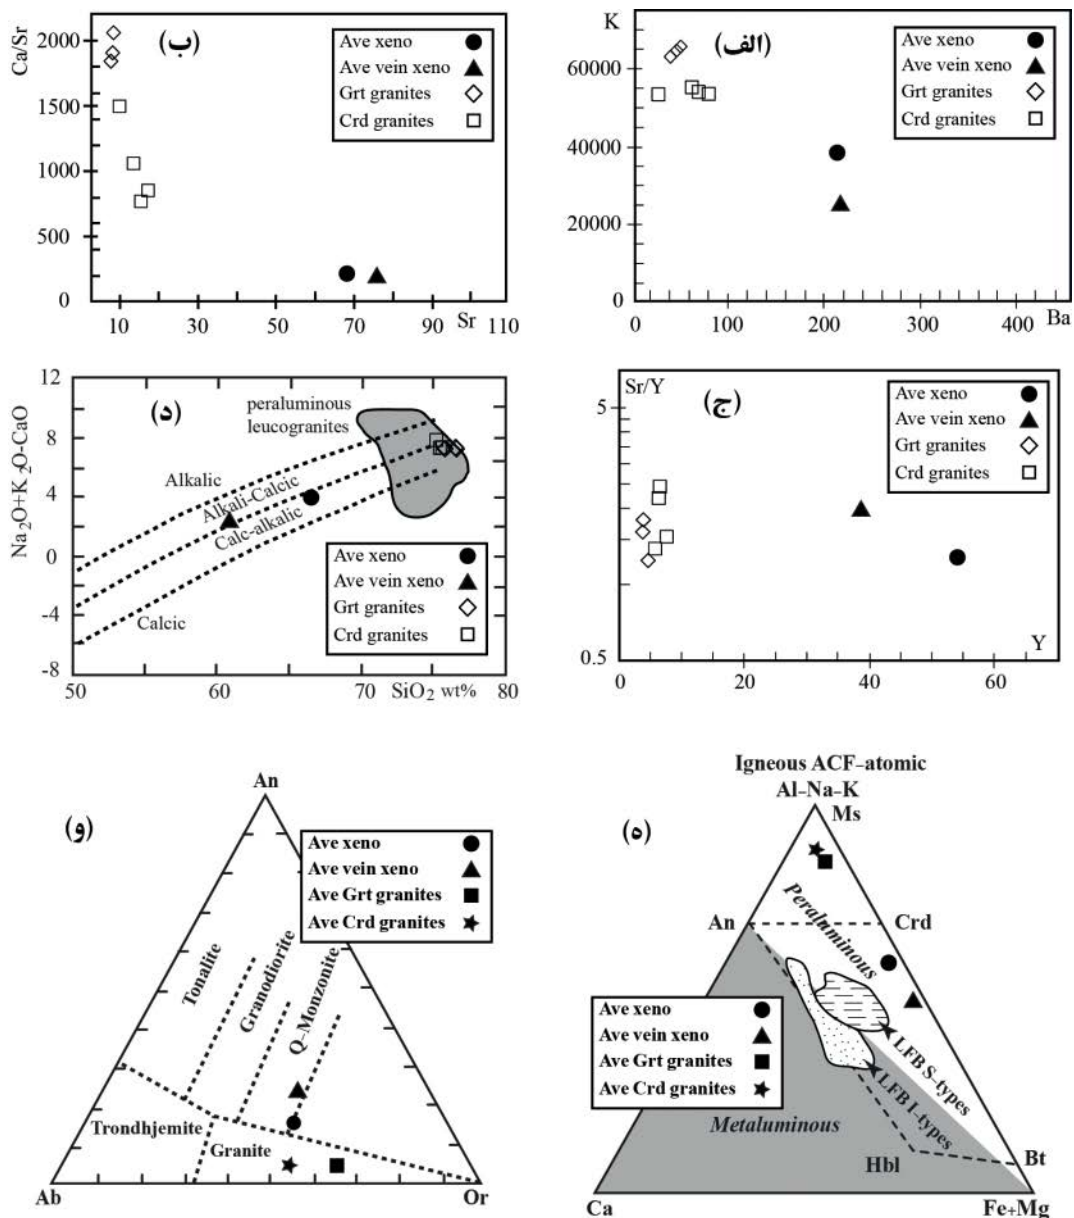 (ب)
Ca/Sr
2000
1500
1000
500
0
10
30
50
70
90
Sr
110
Ave xeno
Ave vein xeno
Grt granites
Crd granites
(الف)
K
60000
40000
20000
0
0
100
200
300
400
Ba
Ave xeno
Ave vein xeno
Grt granites
Crd granites
(د)
Na2O+K2O-CaO
12
8
4
0
-4
-8
50
60
70
SiO2 wt%
80
peraluminous
leucogranites
Alkalic
Alkali-Calcic
Calc-alkalic
Calcic
Ave xeno
Ave vein xeno
Grt granites
Crd granites
(ج)
Sr/Y
5
0.5
0
20
40
60
Y
Ave xeno
Ave vein xeno
Grt granites
Crd granites
(و)
An
Ave xeno
Ave vein xeno
Ave Grt granites
Ave Crd granites
Tonalite
Granodiorite
Q-Monzonite
Trondhjemite
Granite
Ab
Or
(ه)
Igneous ACF-atomic
Al-Na-K
Ms
Peraluminous
An
Crd
Ave xeno
Ave vein xeno
Ave Grt granites
Ave Crd granites
LFB S-types
LFB I-types
Metaluminous
Hbl
Bt
Ca
Fe+Mg